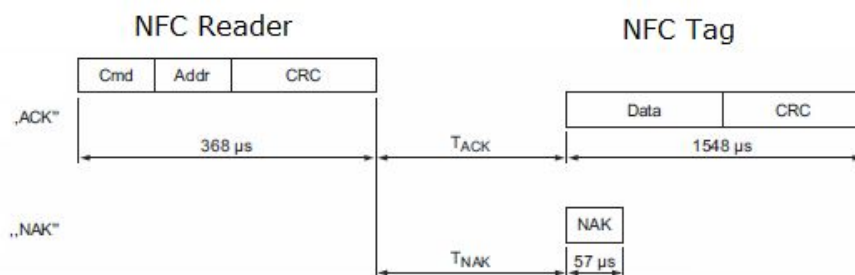 NFC Reader
NFC Tag
Cmd Addr CRC
„ACK”
Data CRC
368 µs
TACK
1548 µs
„NAK”
NAK
TNAK
57 µs